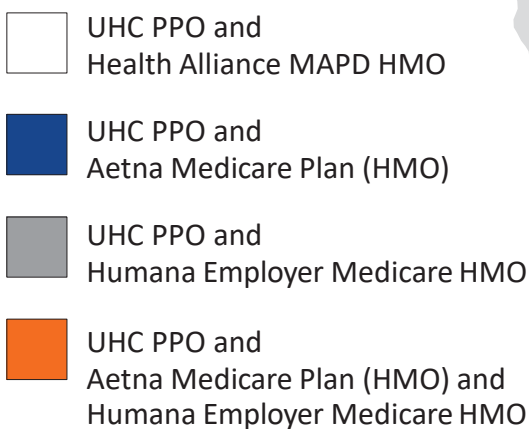 UHC PPO and
Health Alliance MAPD HMO
UHC PPO and
Aetna Medicare Plan (HMO)
UHC PPO and
Humana Employer Medicare HMO
UHC PPO and
Aetna Medicare Plan (HMO) and
Humana Employer Medicare HMO